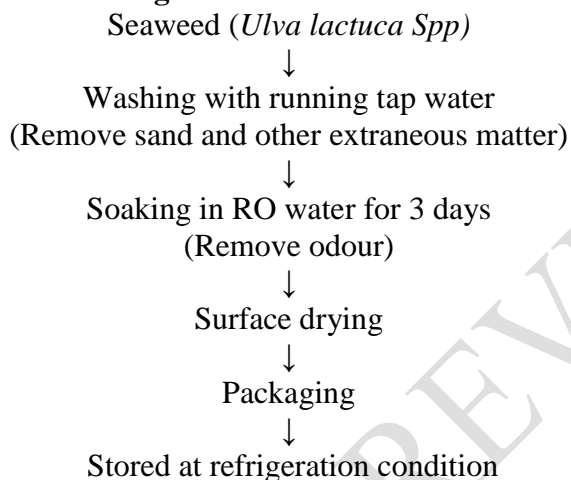 Seaweed (Ulva lactuca Spp)
↓
Washing with running tap water
(Remove sand and other extraneous matter)
↓
Soaking in RO water for 3 days
(Remove odour)
↓
Surface drying
↓
Packaging
↓
Stored at refrigeration condition